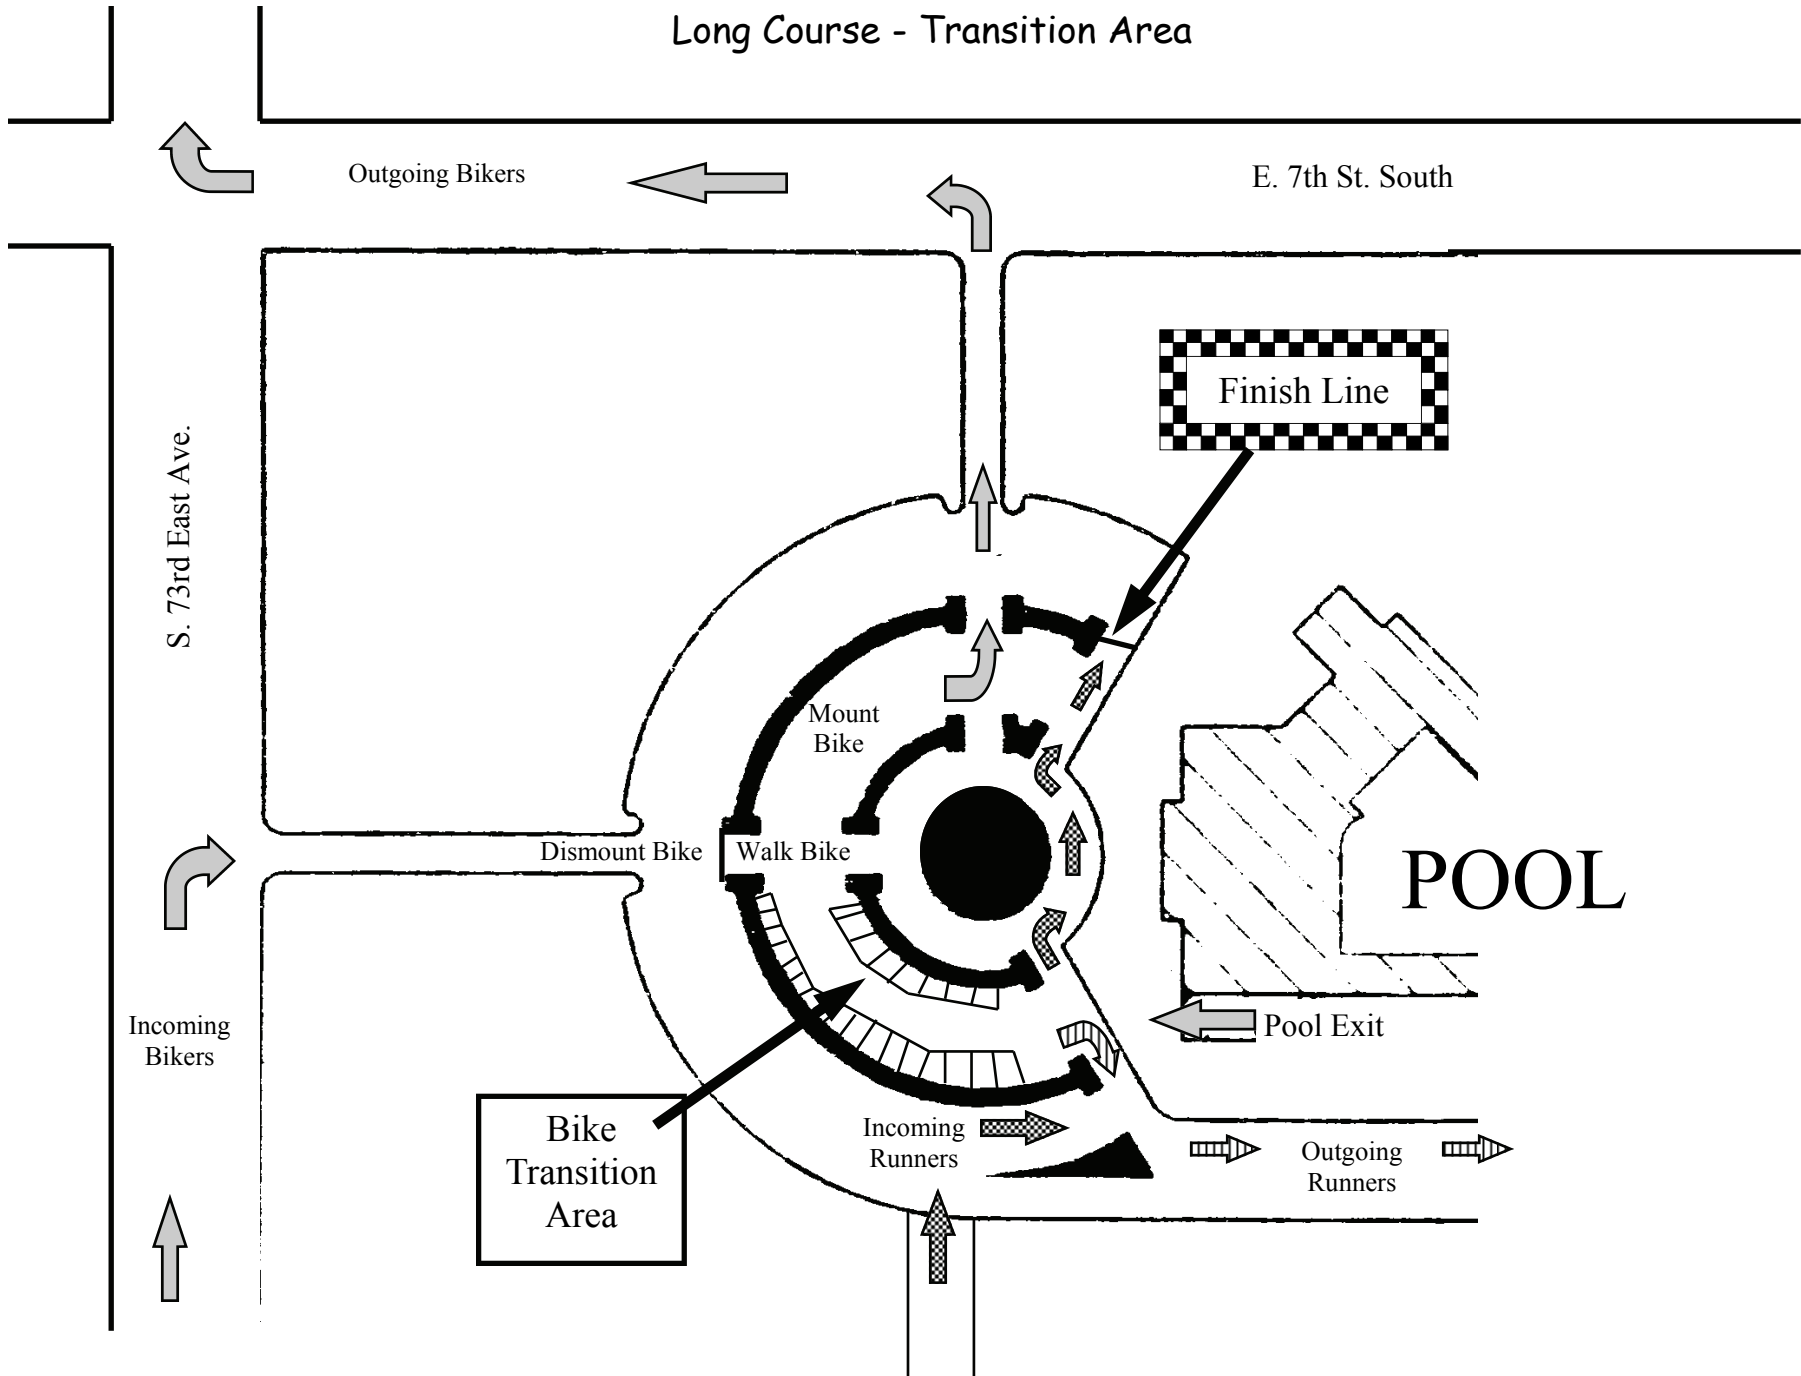 Long Course - Transition Area
Outgoing Bikers
E. 7th St. South
Finish Line
S. 73rd East Ave.
Mount
Bike
Dismount Bike
Walk Bike
POOL
Incoming
Bikers
Pool Exit
Bike
Transition
Area
Incoming
Runners
Outgoing
Runners